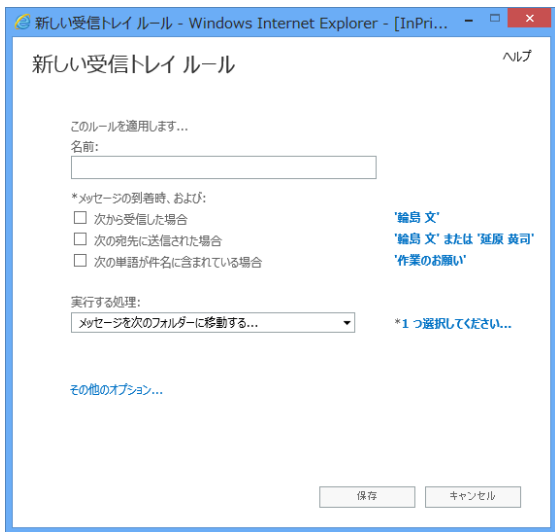 新しい受信トレイ ルール - Windows Internet Explorer - [InPri...
新しい受信トレイ ルール
ヘルプ
このルールを適用します...
名前:
*メッセージの到着時、および:
次から受信した場合 '輪島 文'
次の宛先に送信された場合 '輪島 文' または '延原 黄司'
次の単語が件名に含まれている場合 '作業のお願い'
実行する処理:
メッセージを次のフォルダーに移動する... *1 つ選択してください...
その他のオプション...
保存 キャンセル